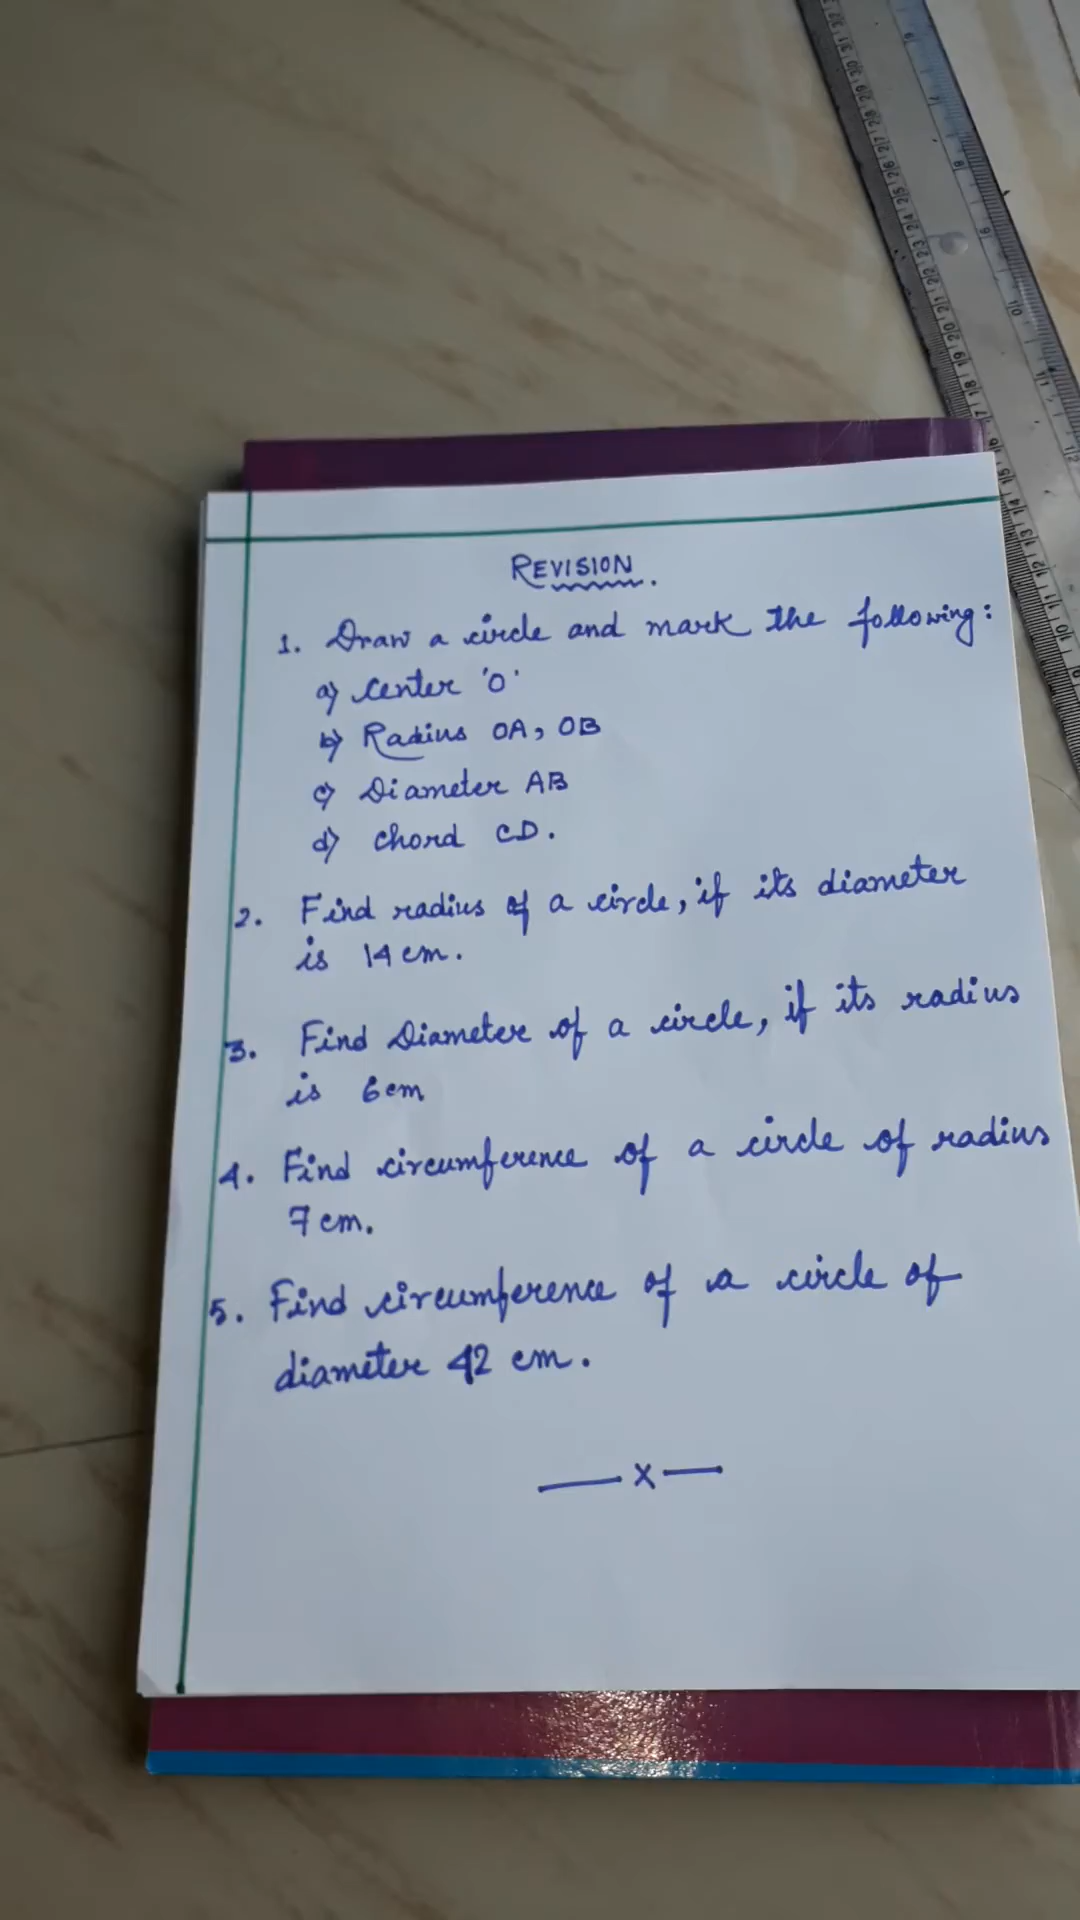 REVISION.
1. Draw a circle and mark the following:
a) center 'O'
b) Radius OA, OB
c) Diameter AB
d) chord CD.
2. Find radius of a circle, if its diameter
is 14 cm.
3. Find Diameter of a circle, if its radius
is 6cm
4. Find circumference of a circle of radius
7 cm.
5. Find circumference of a circle of
diameter 42 cm.
x